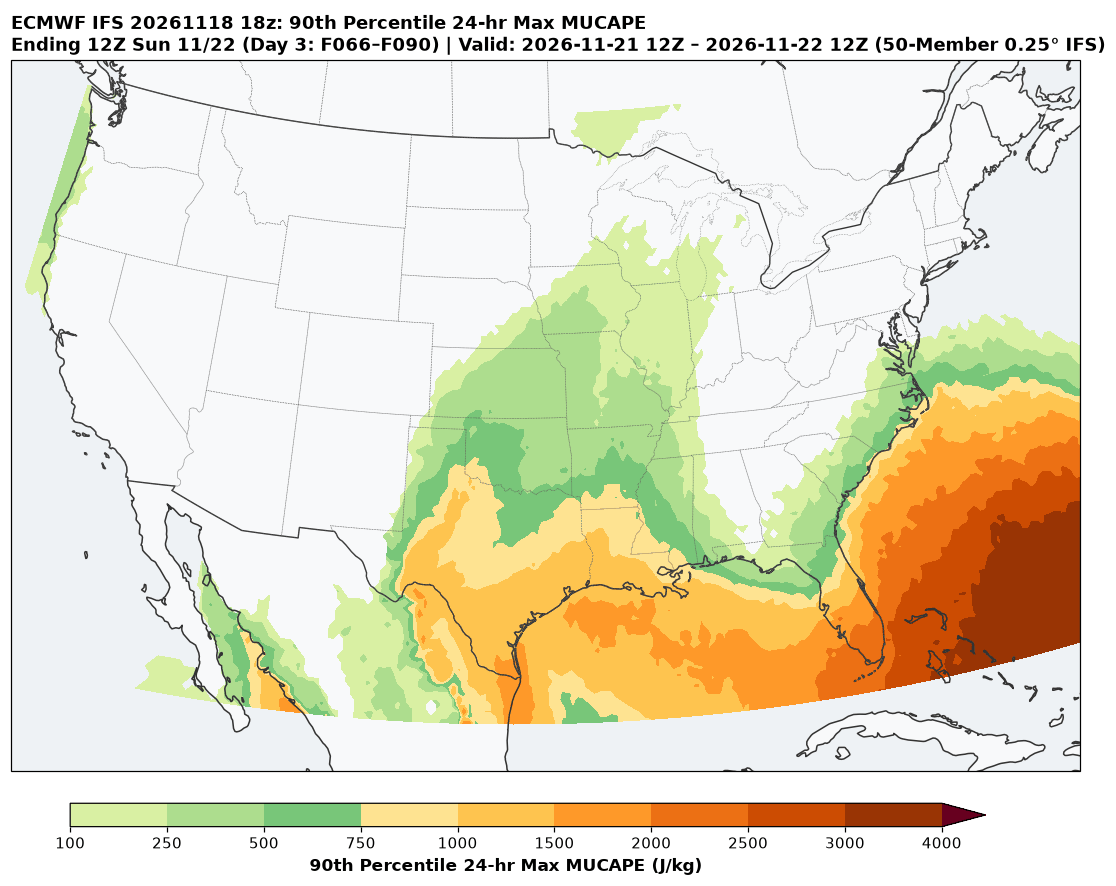 ECMWF IFS 20261118 18z: 90th Percentile 24-hr Max MUCAPE
Ending 12Z Sun 11/22 (Day 3: F066–F090) | Valid: 2026-11-21 12Z – 2026-11-22 12Z (50-Member 0.25° IFS)
100 250 500 750 1000 1500 2000 2500 3000 4000
90th Percentile 24-hr Max MUCAPE (J/kg)